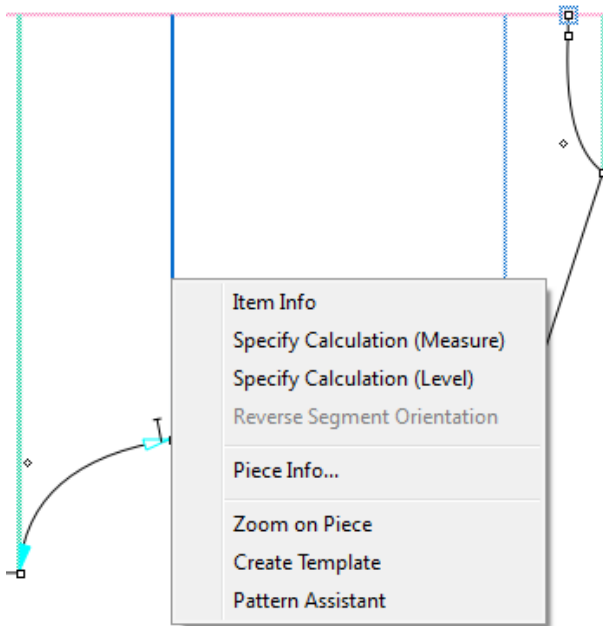 Item Info
Specify Calculation (Measure)
Specify Calculation (Level)
Reverse Segment Orientation
Piece Info...
Zoom on Piece
Create Template
Pattern Assistant